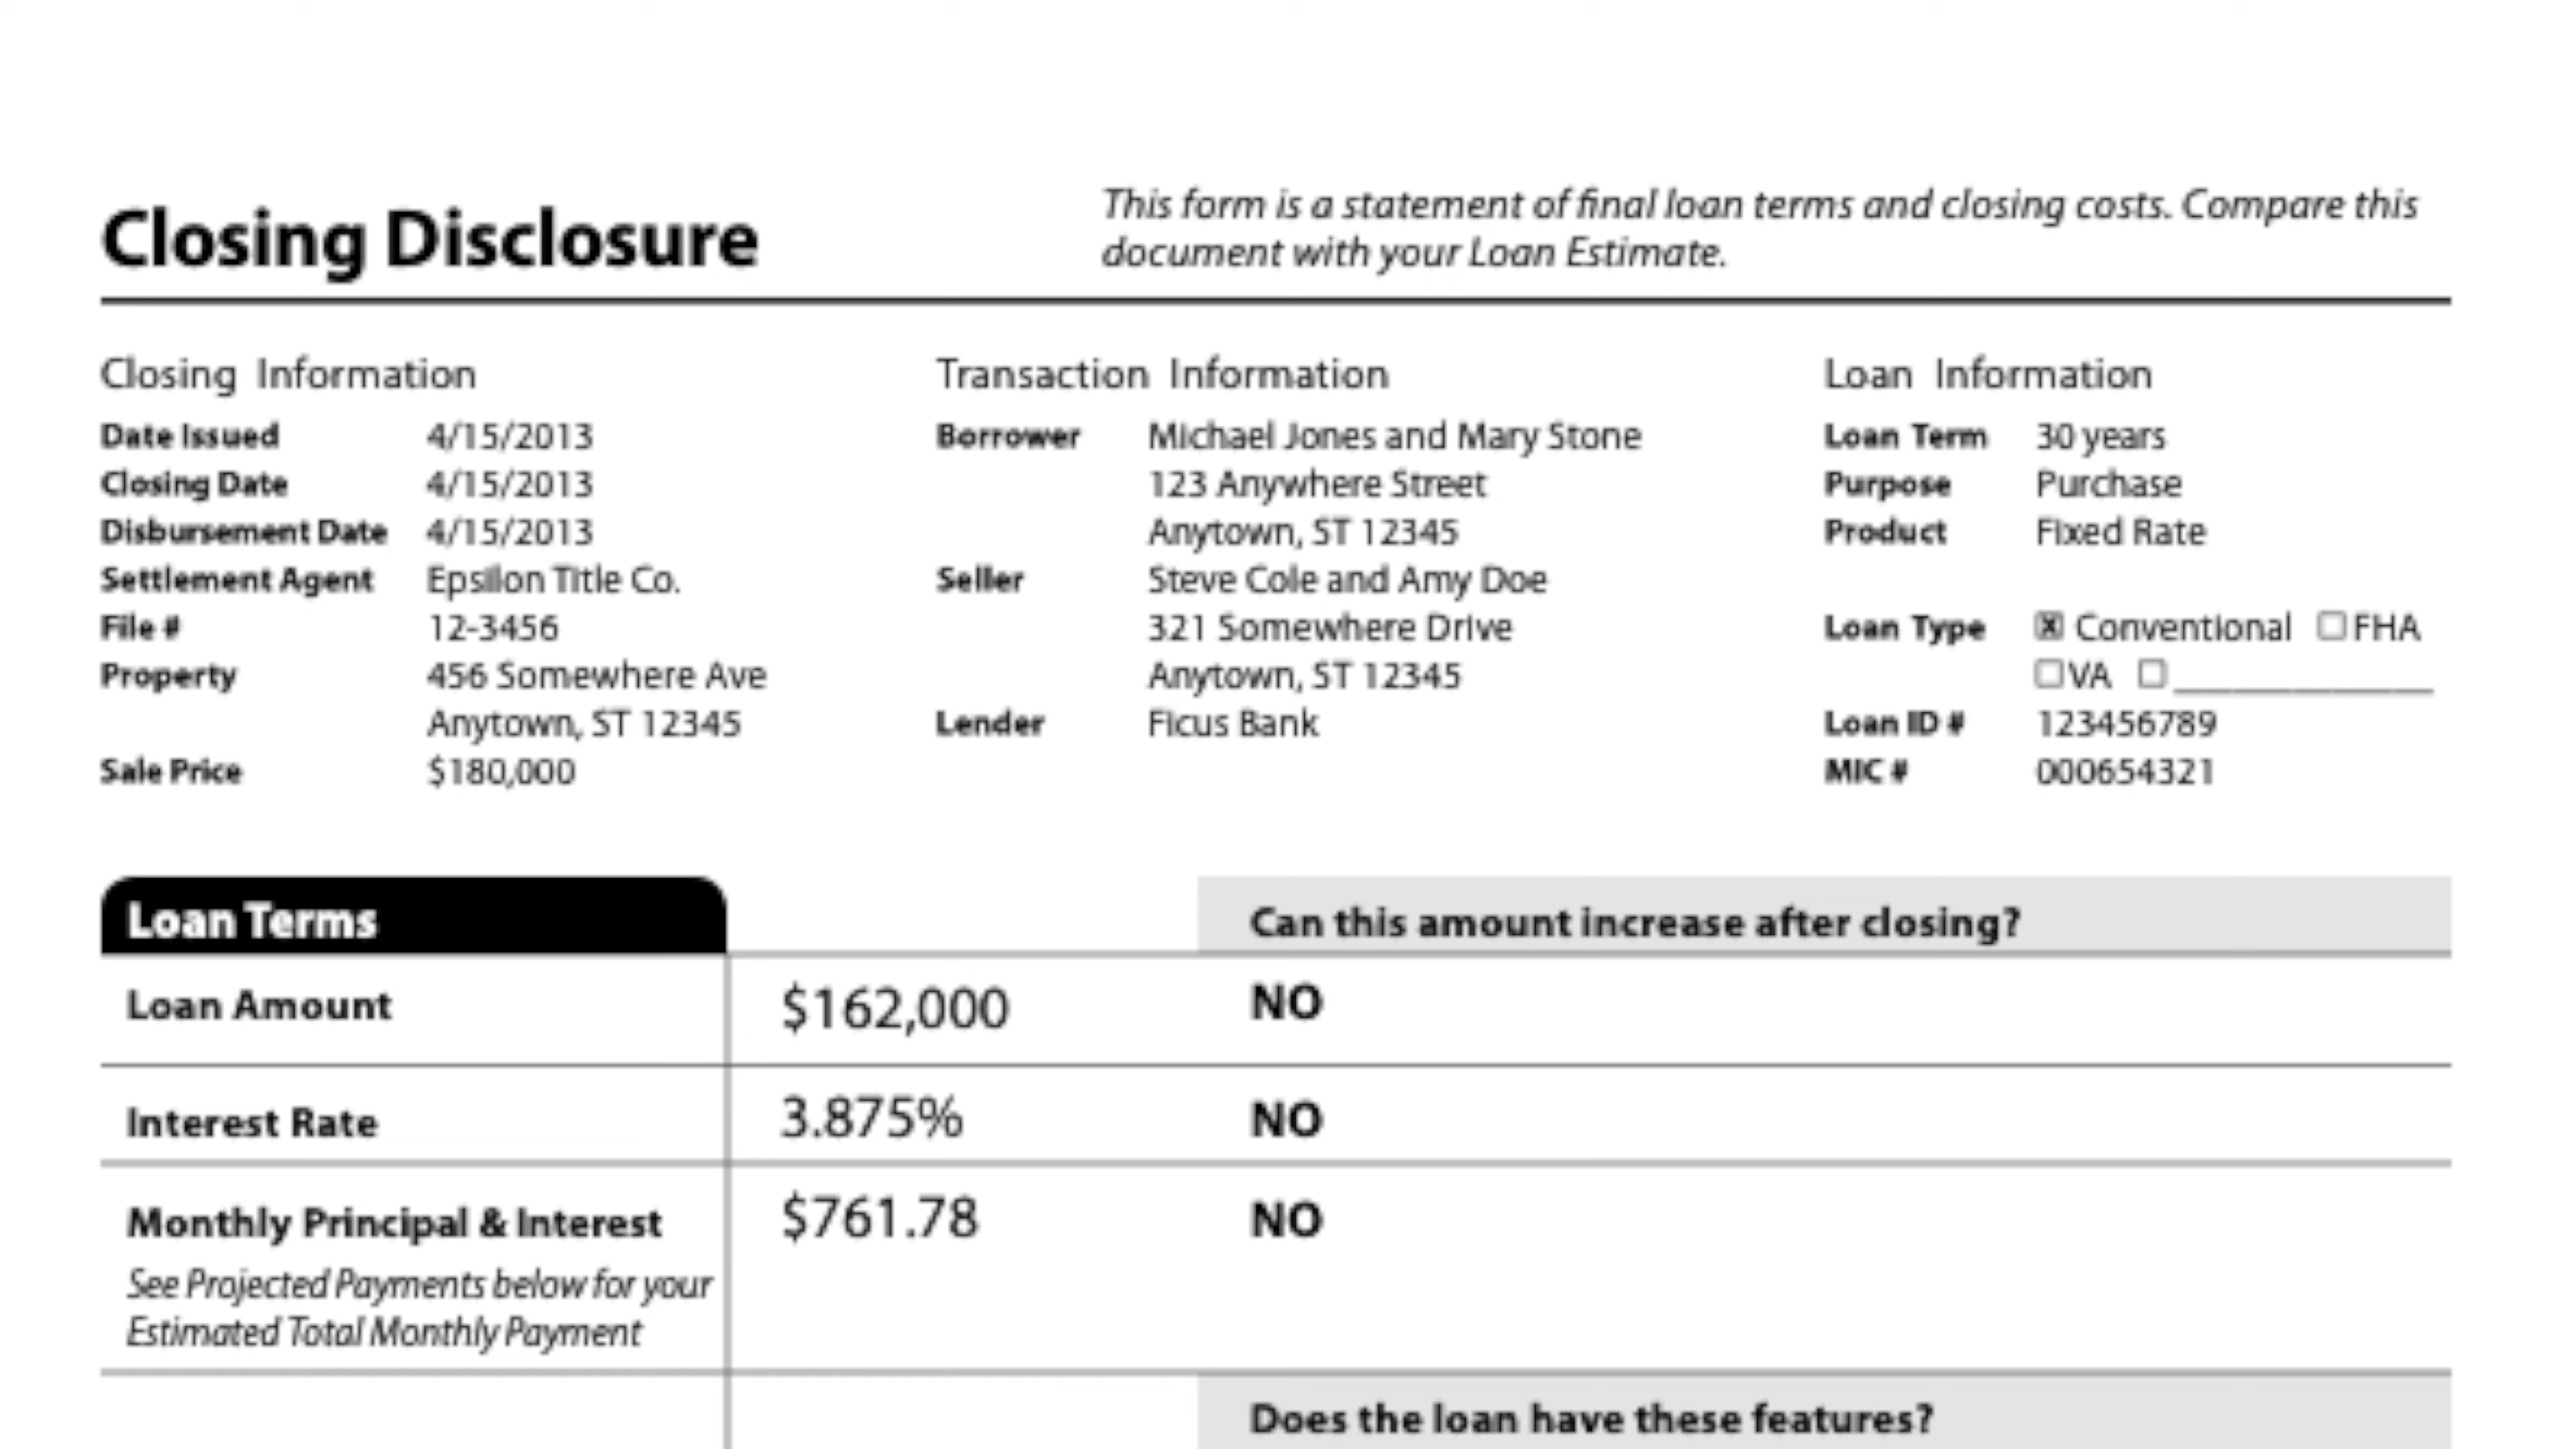 Closing Disclosure
This form is a statement of final loan terms and closing costs. Compare this
document with your Loan Estimate.
Closing Information
Date Issued 4/15/2013
Closing Date 4/15/2013
Disbursement Date 4/15/2013
Settlement Agent Epsilon Title Co.
File # 12-3456
Property 456 Somewhere Ave
Anytown, ST 12345
Sale Price $180,000
Transaction Information
Borrower Michael Jones and Mary Stone
123 Anywhere Street
Anytown, ST 12345
Seller Steve Cole and Amy Doe
321 Somewhere Drive
Anytown, ST 12345
Lender Ficus Bank
Loan Information
Loan Term 30 years
Purpose Purchase
Product Fixed Rate
Loan Type ☒ Conventional ☐ FHA
☐ VA ☐ ______________
Loan ID # 123456789
MIC # 000654321
Loan Terms
Can this amount increase after closing?
Loan Amount $162,000 NO
Interest Rate 3.875% NO
Monthly Principal & Interest $761.78 NO
See Projected Payments below for your
Estimated Total Monthly Payment
Does the loan have these features?